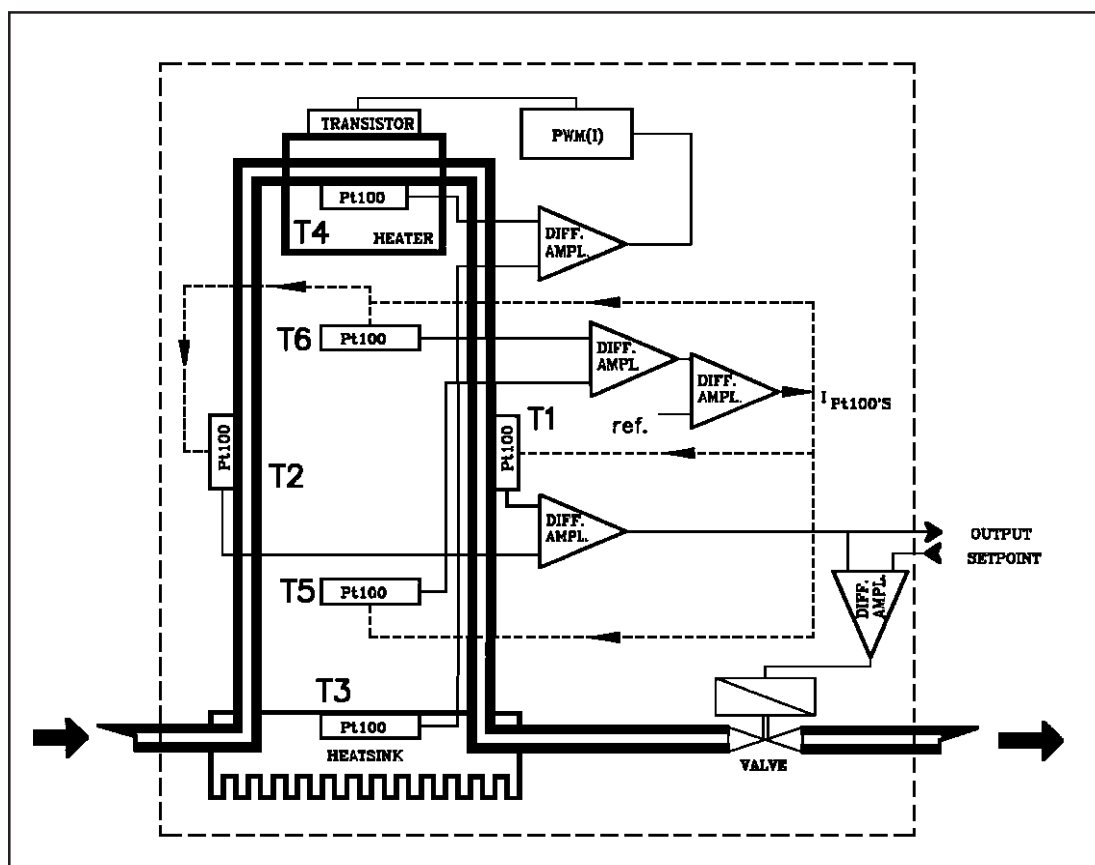 TRANSISTOR
PWM(I)
Pt100
T4
HEATER
DIFF.
AMPL.
T6
Pt100
DIFF.
AMPL
DIFF.
AMPL.
I Pt100'S
ref.
T1
Pt100
Pt100
T2
DIFF.
AMPL.
OUTPUT
SETPOINT
T5
Pt100
DIFF.
AMPL.
T3
Pt100
HEATSINK
VALVE